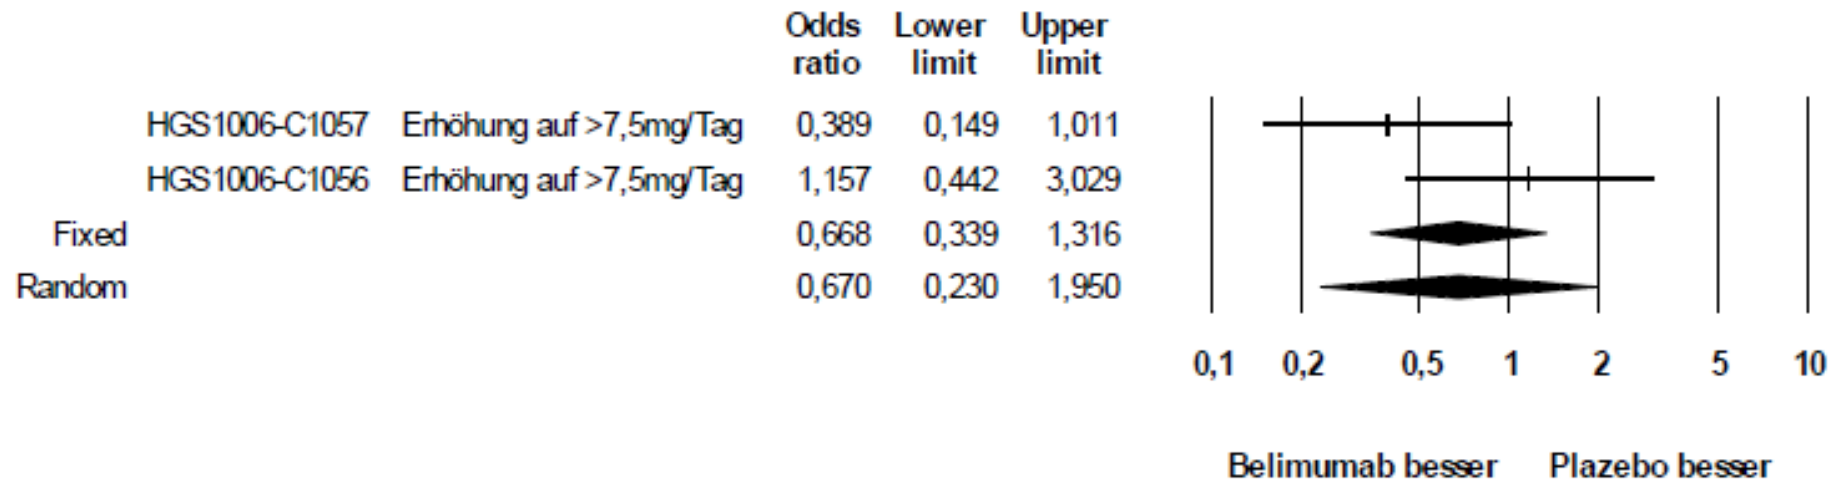 Odds Lower Upper
ratio limit limit
HGS1006-C1057 Erhöhung auf >7,5mg/Tag 0,389 0,149 1,011
HGS1006-C1056 Erhöhung auf >7,5mg/Tag 1,157 0,442 3,029
Fixed 0,668 0,339 1,316
Random 0,670 0,230 1,950
0,1 0,2 0,5 1 2 5 10
Belimumab besser Plazebo besser